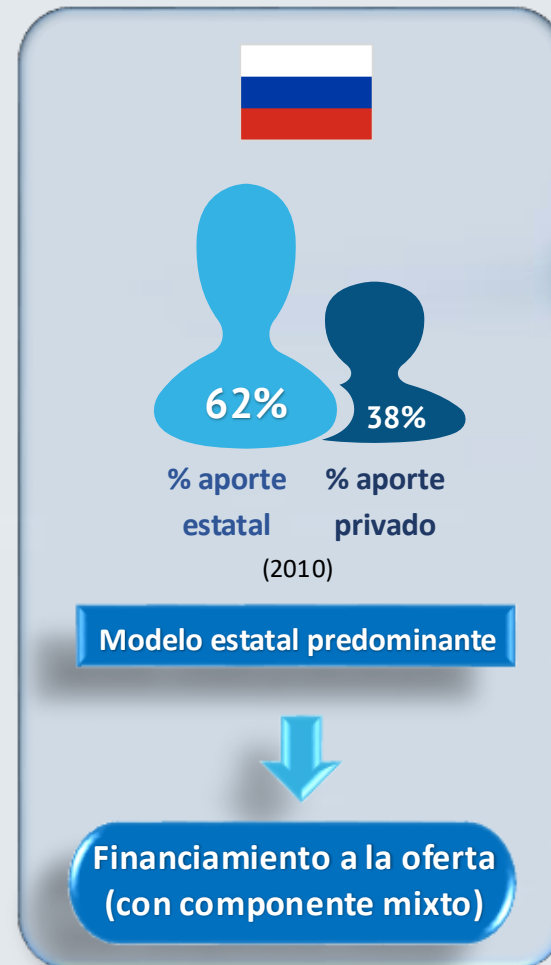 62%
38%
% aporte estatal
% aporte privado
(2010)
Modelo estatal predominante
Financiamiento a la oferta
(con componente mixto)